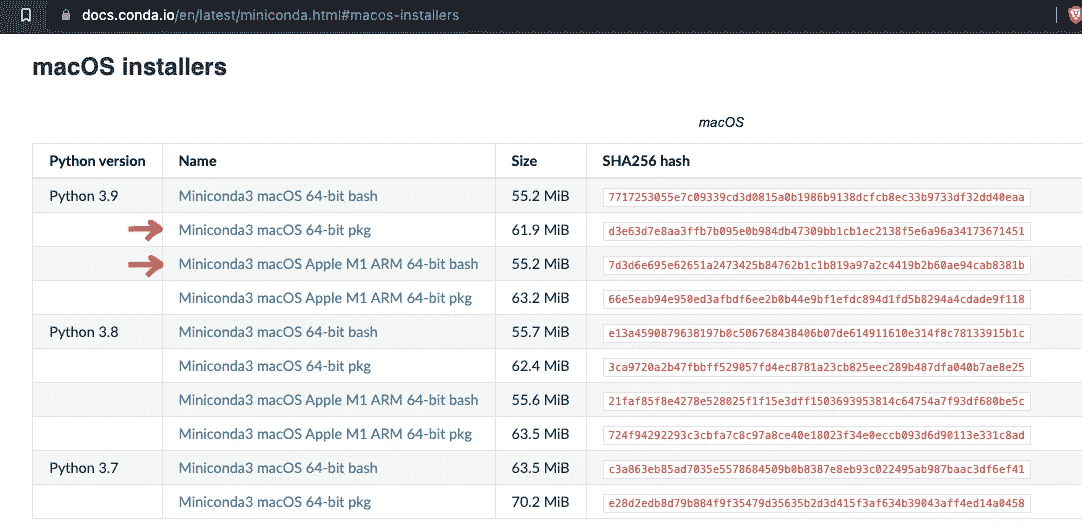 docs.conda.io/en/latest/miniconda.html#macos-installers
macOS installers
macOS
Python version Name Size SHA256 hash
Python 3.9 Miniconda3 macOS 64-bit bash 55.2 MiB 7717253055e7c09339cd3d0815a0b1986b9138dcfcb8ec33b9733df32dd40eaa
Miniconda3 macOS 64-bit pkg 61.9 MiB d3e63d7e8aa3ffb7b095e0b984db47309bb1cb1ec2138f5e6a96a34173671451
Miniconda3 macOS Apple M1 ARM 64-bit bash 55.2 MiB 7d3d6e695e62651a2473425b84762b1c1b819a97a2c4419b2b60ae94cab8381b
Miniconda3 macOS Apple M1 ARM 64-bit pkg 63.2 MiB 66e5eab94e950ed3afbdf6ee2b0b44e9bf1efdc894d1fd5b8294a4cdade9f118
Python 3.8 Miniconda3 macOS 64-bit bash 55.7 MiB e13a4590879638197b0c506768438406b07de614911610e314f8c78133915b1c
Miniconda3 macOS 64-bit pkg 62.4 MiB 3ca9720a2b47fbbff529057fd4ec8781a23cb825eec289b487dfa040b7ae8e25
Miniconda3 macOS Apple M1 ARM 64-bit bash 55.6 MiB 21faf85f8e4278e528025f1f15e3dff1503693953814c64754a7f93df680be5c
Miniconda3 macOS Apple M1 ARM 64-bit pkg 63.5 MiB 724f94292293c3cbfa7c8c97a8ce40e18023f34e0eccb093d6d90113e331c8ad
Python 3.7 Miniconda3 macOS 64-bit bash 63.5 MiB c3a863eb85ad7035e5578684509b0b8387e8eb93c022495ab987baac3df6ef41
Miniconda3 macOS 64-bit pkg 70.2 MiB e28d2edb8d79b884f9f35479d35635b2d3d415f3af634b39043aff4ed14a0458